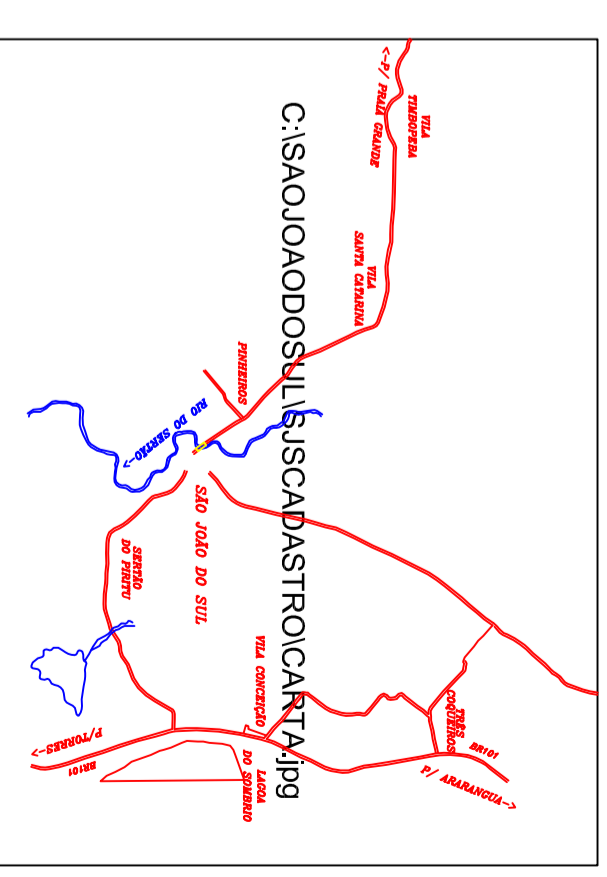 VILA
TIMBOPEBA
<-P/ PRAIA GRANDE
VILA
SANTA CATARINA
C:\SAOJOAODOSUL\SJSCADASTRO\CARTA.jpg
PINHEIROS
RIO DO SERTÃO->
SÃO JOÃO DO SUL
SERTÃO
DO PIRITU
VILA CONCEIÇÃO
TRÊS
COQUEIROS
BR101
P/ ARARANGUA->
LAGOA
DO SOMBRIO
P/TORRES->
BR101